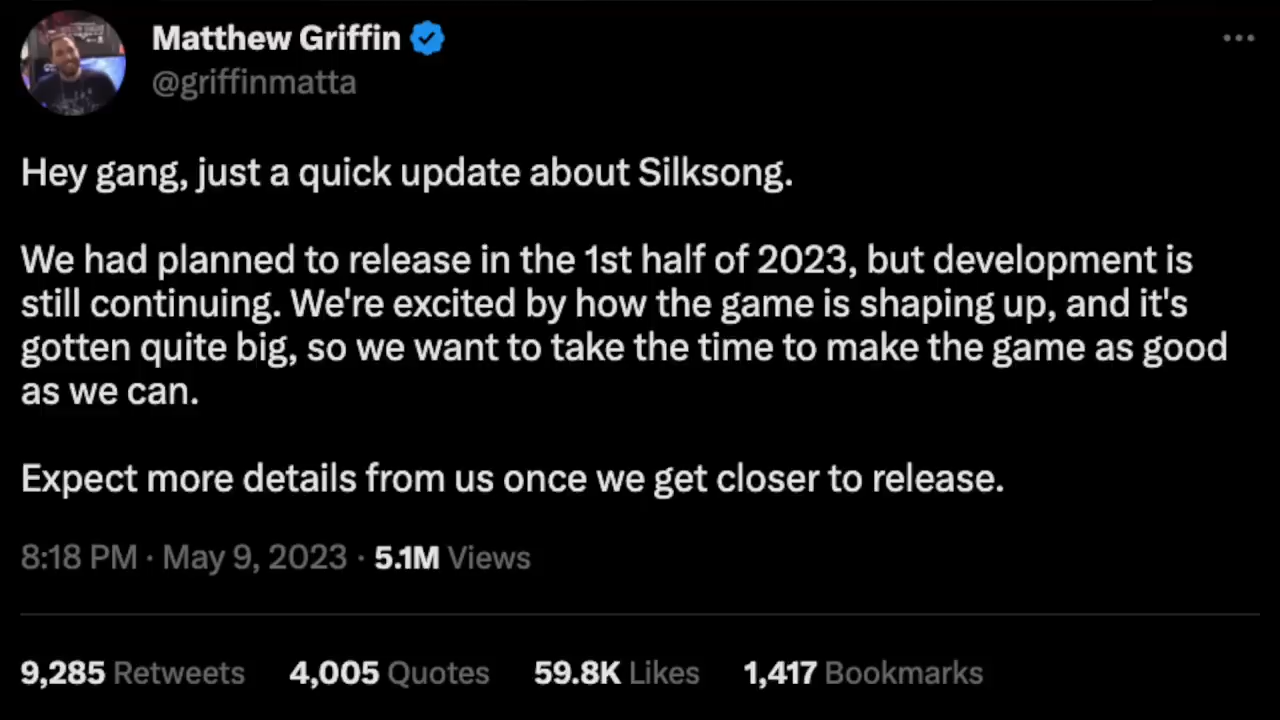 Matthew Griffin
@griffinmatta
Hey gang, just a quick update about Silksong.
We had planned to release in the 1st half of 2023, but development is
still continuing. We're excited by how the game is shaping up, and it's
gotten quite big, so we want to take the time to make the game as good
as we can.
Expect more details from us once we get closer to release.
8:18 PM · May 9, 2023 · 5.1M Views
9,285 Retweets 4,005 Quotes 59.8K Likes 1,417 Bookmarks